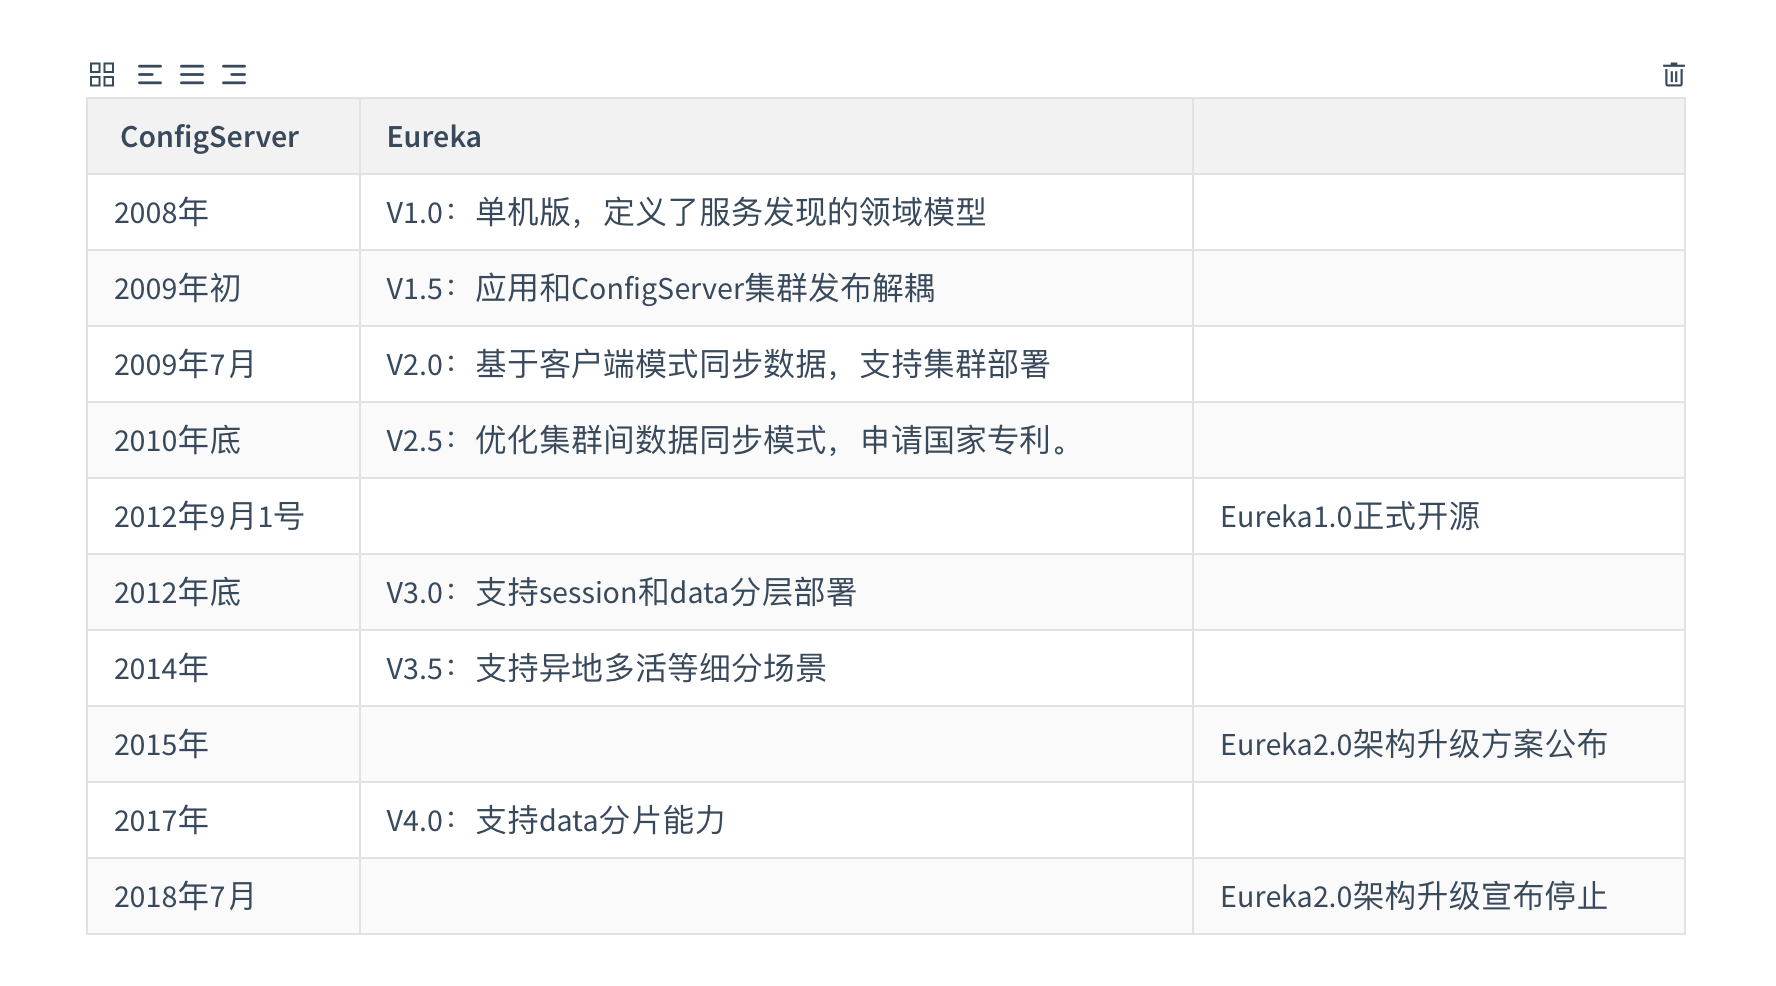 ConfigServer Eureka
2008年 V1.0：单机版，定义了服务发现的领域模型
2009年初 V1.5：应用和ConfigServer集群发布解耦
2009年7月 V2.0：基于客户端模式同步数据，支持集群部署
2010年底 V2.5：优化集群间数据同步模式，申请国家专利。
2012年9月1号 Eureka1.0正式开源
2012年底 V3.0：支持session和data分层部署
2014年 V3.5：支持异地多活等细分场景
2015年 Eureka2.0架构升级方案公布
2017年 V4.0：支持data分片能力
2018年7月 Eureka2.0架构升级宣布停止